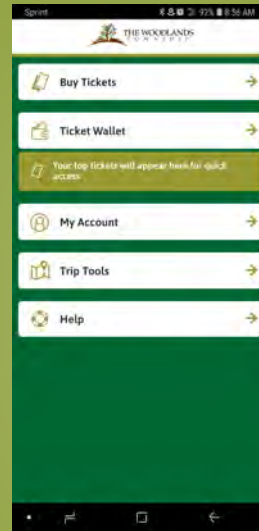 Sprint 93% 8:56 AM
THE WOODLANDS
TOWNSHIP
Buy Tickets
Ticket Wallet
Your top tickets will appear here for quick
access
My Account
Trip Tools
Help